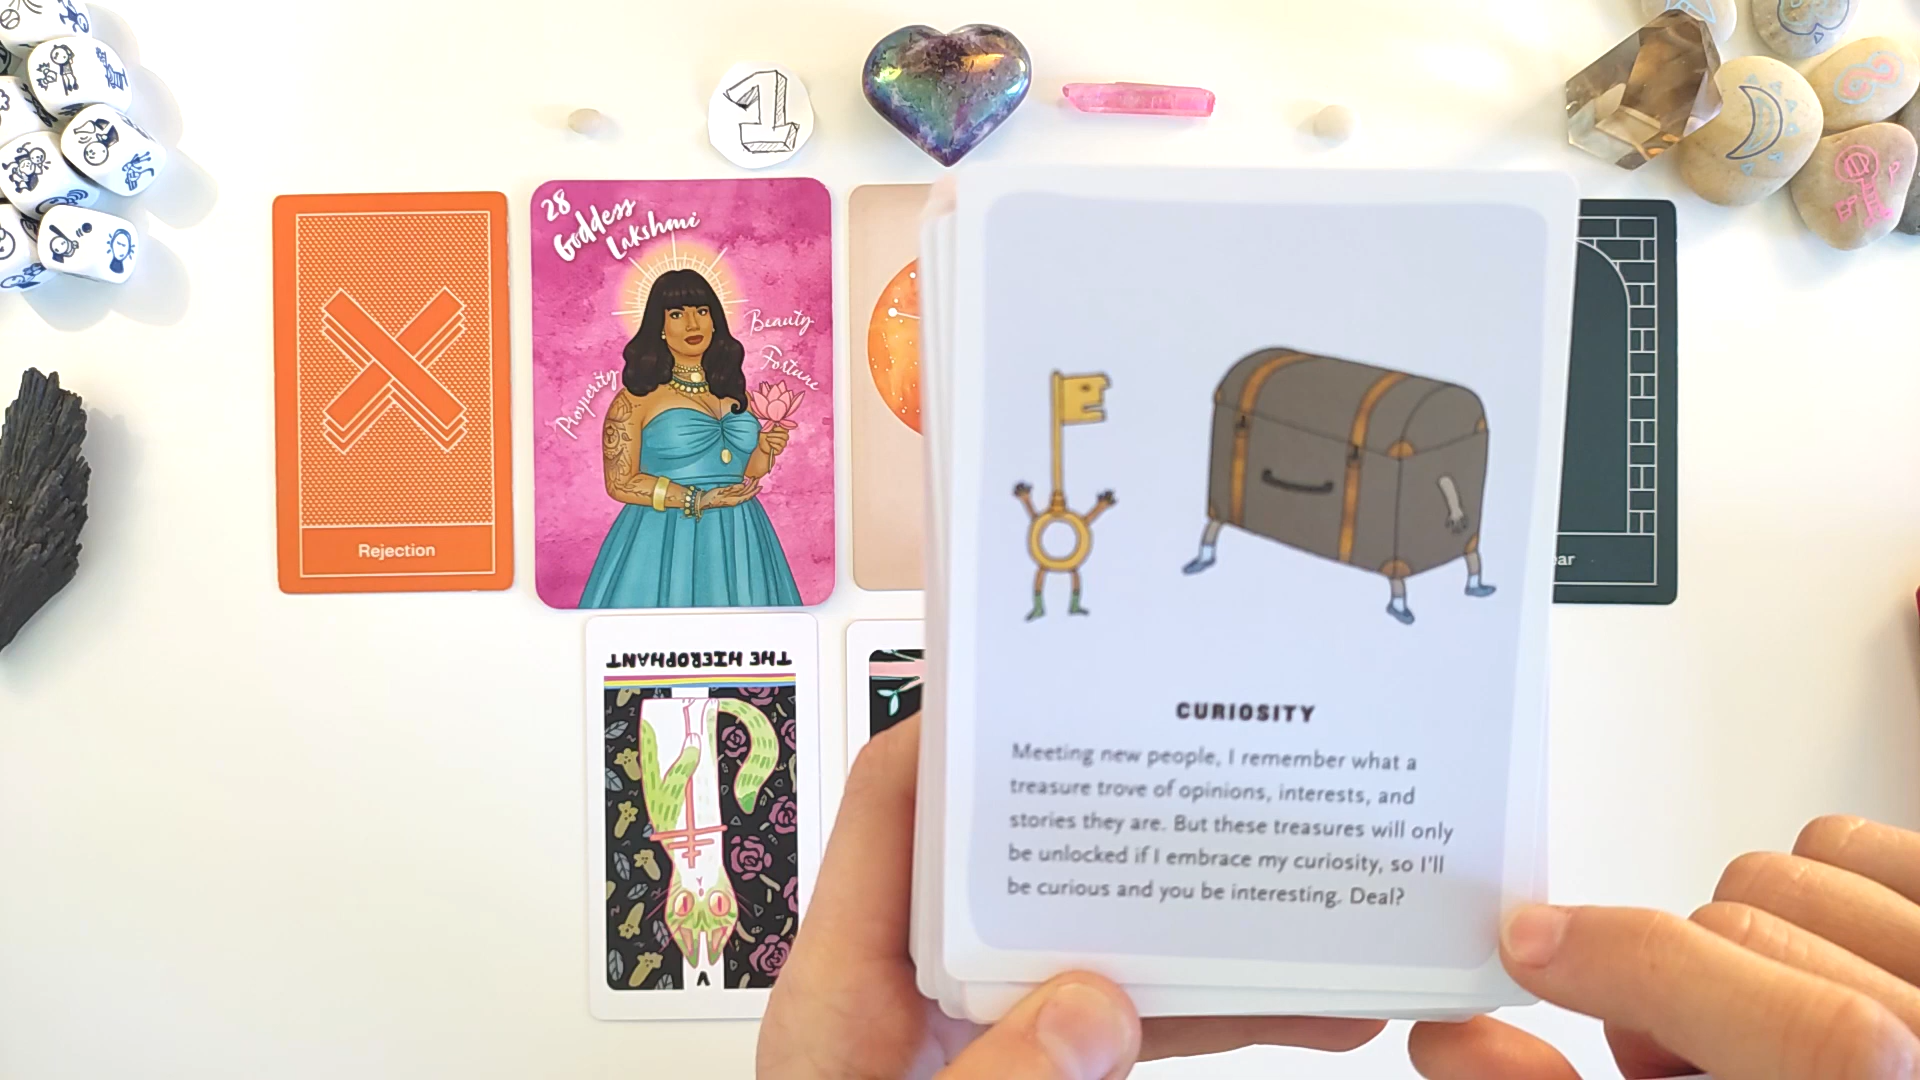 1
Rejection
28
Goddess
Lakshmi
Beauty
Fortune
Prosperity
THE HIEROPHANT
V
CURIOSITY
Meeting new people, I remember what a
treasure trove of opinions, interests, and
stories they are. But these treasures will only
be unlocked if I embrace my curiosity, so I'll
be curious and you be interesting. Deal?